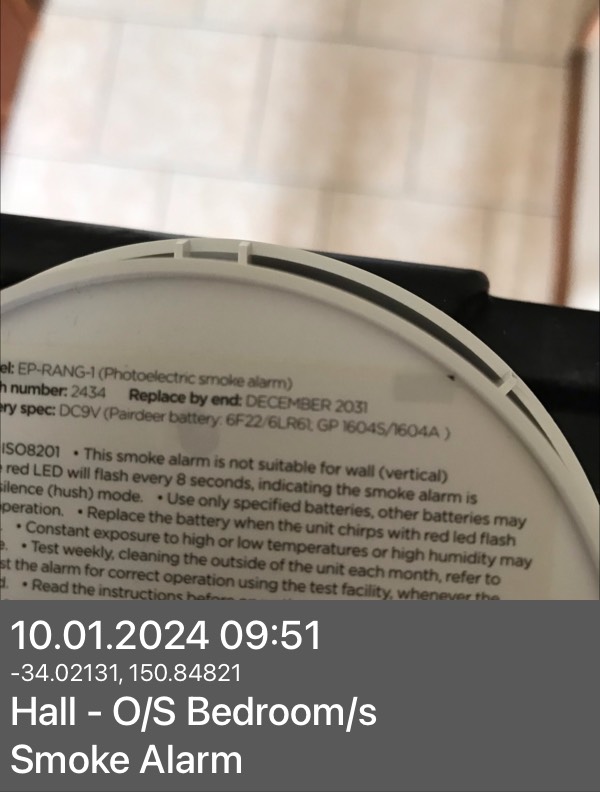 el: EP-RANG-1 (Photoelectric smoke alarm)
h number: 2434 Replace by end: DECEMBER 2031
ery spec: DC9V (Pairdeer battery: 6F22/6LR61, GP 1604S/1604A )
ISO8201 • This smoke alarm is not suitable for wall (vertical)
red LED will flash every 8 seconds, indicating the smoke alarm is
silence (hush) mode. • Use only specified batteries, other batteries may
operation. • Replace the battery when the unit chirps with red led flash
• Constant exposure to high or low temperatures or high humidity may
e. • Test weekly, cleaning the outside of the unit each month, refer to
st the alarm for correct operation using the test facility, whenever the
d. • Read the instructions before
10.01.2024 09:51
-34.02131, 150.84821
Hall - O/S Bedroom/s
Smoke Alarm